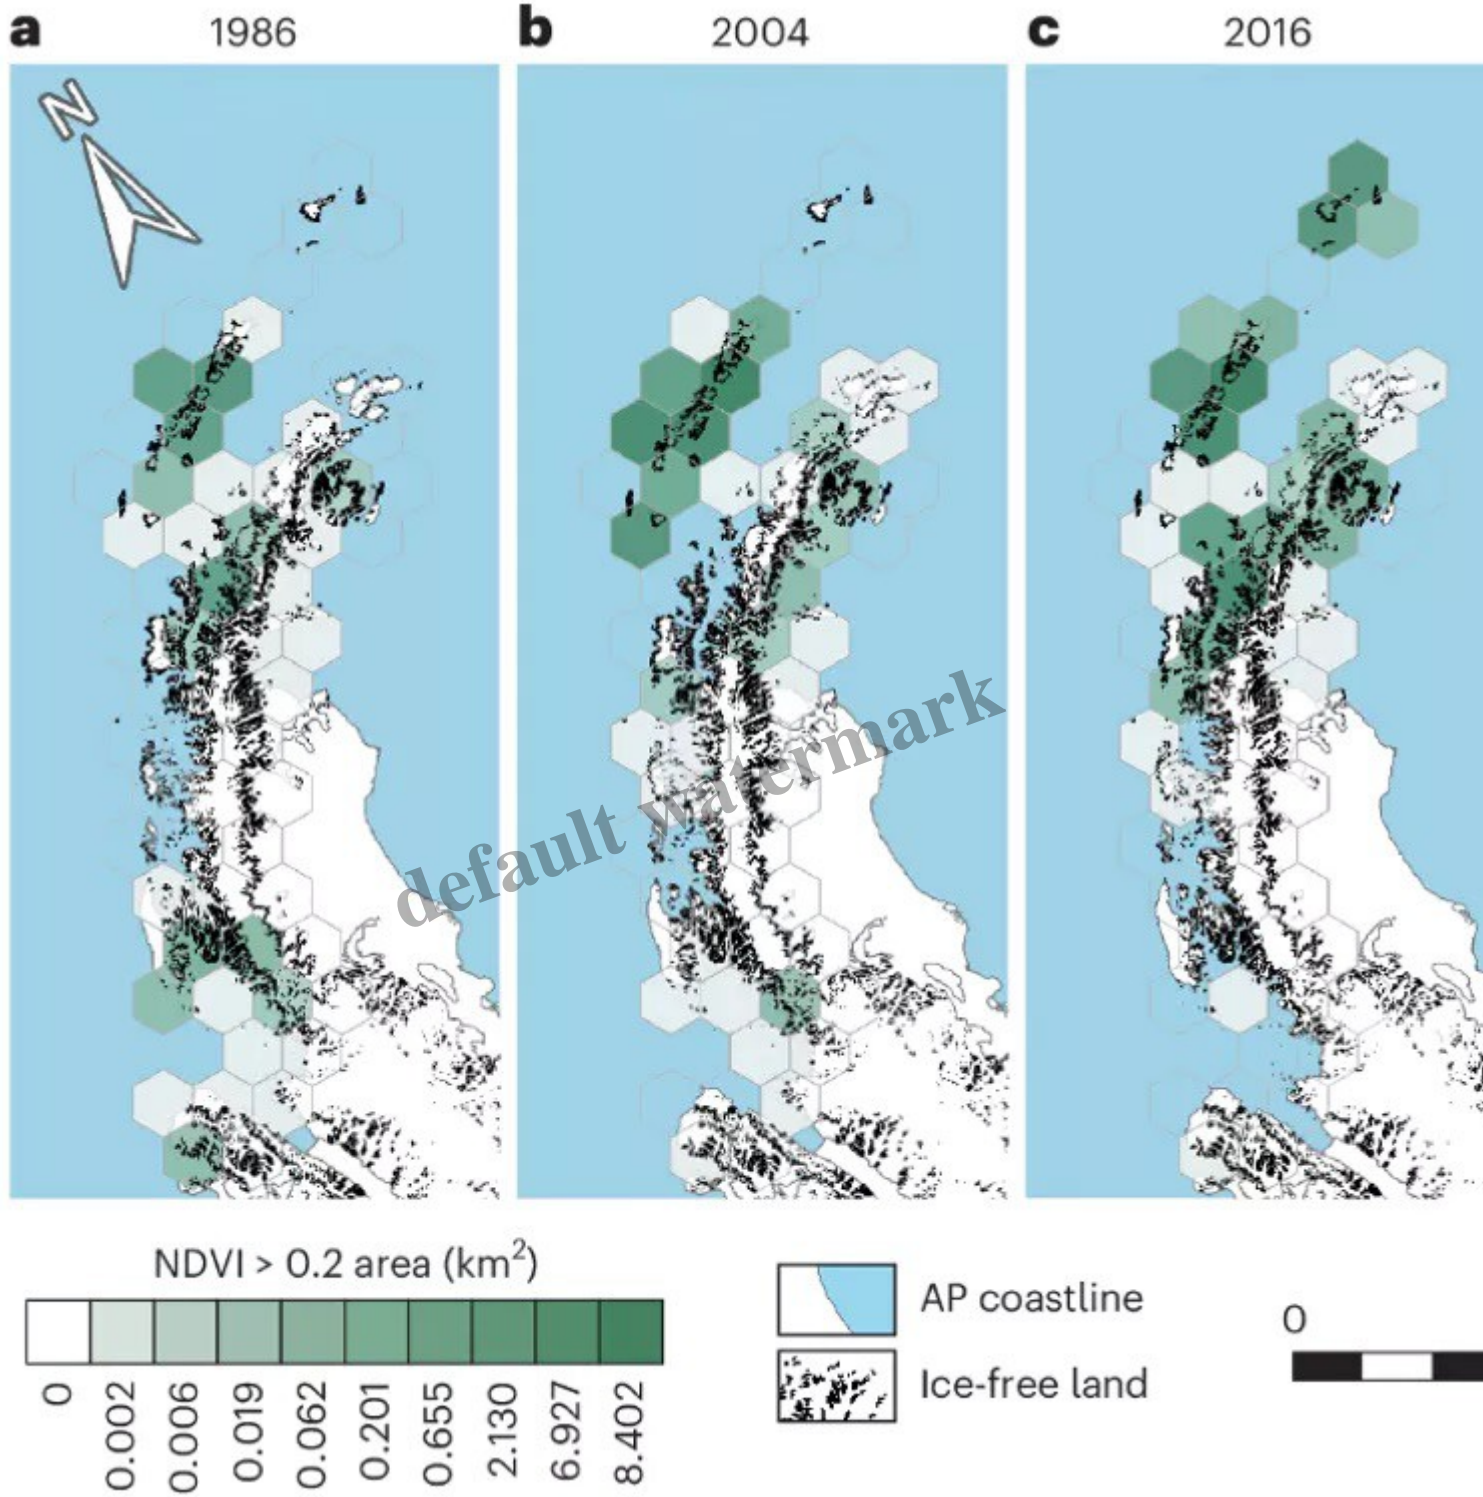 a 1986 b 2004 c 2016
N
default watermark
NDVI > 0.2 area (km²)
0 0.002 0.006 0.019 0.062 0.201 0.655 2.130 6.927 8.402
AP coastline
Ice-free land
0